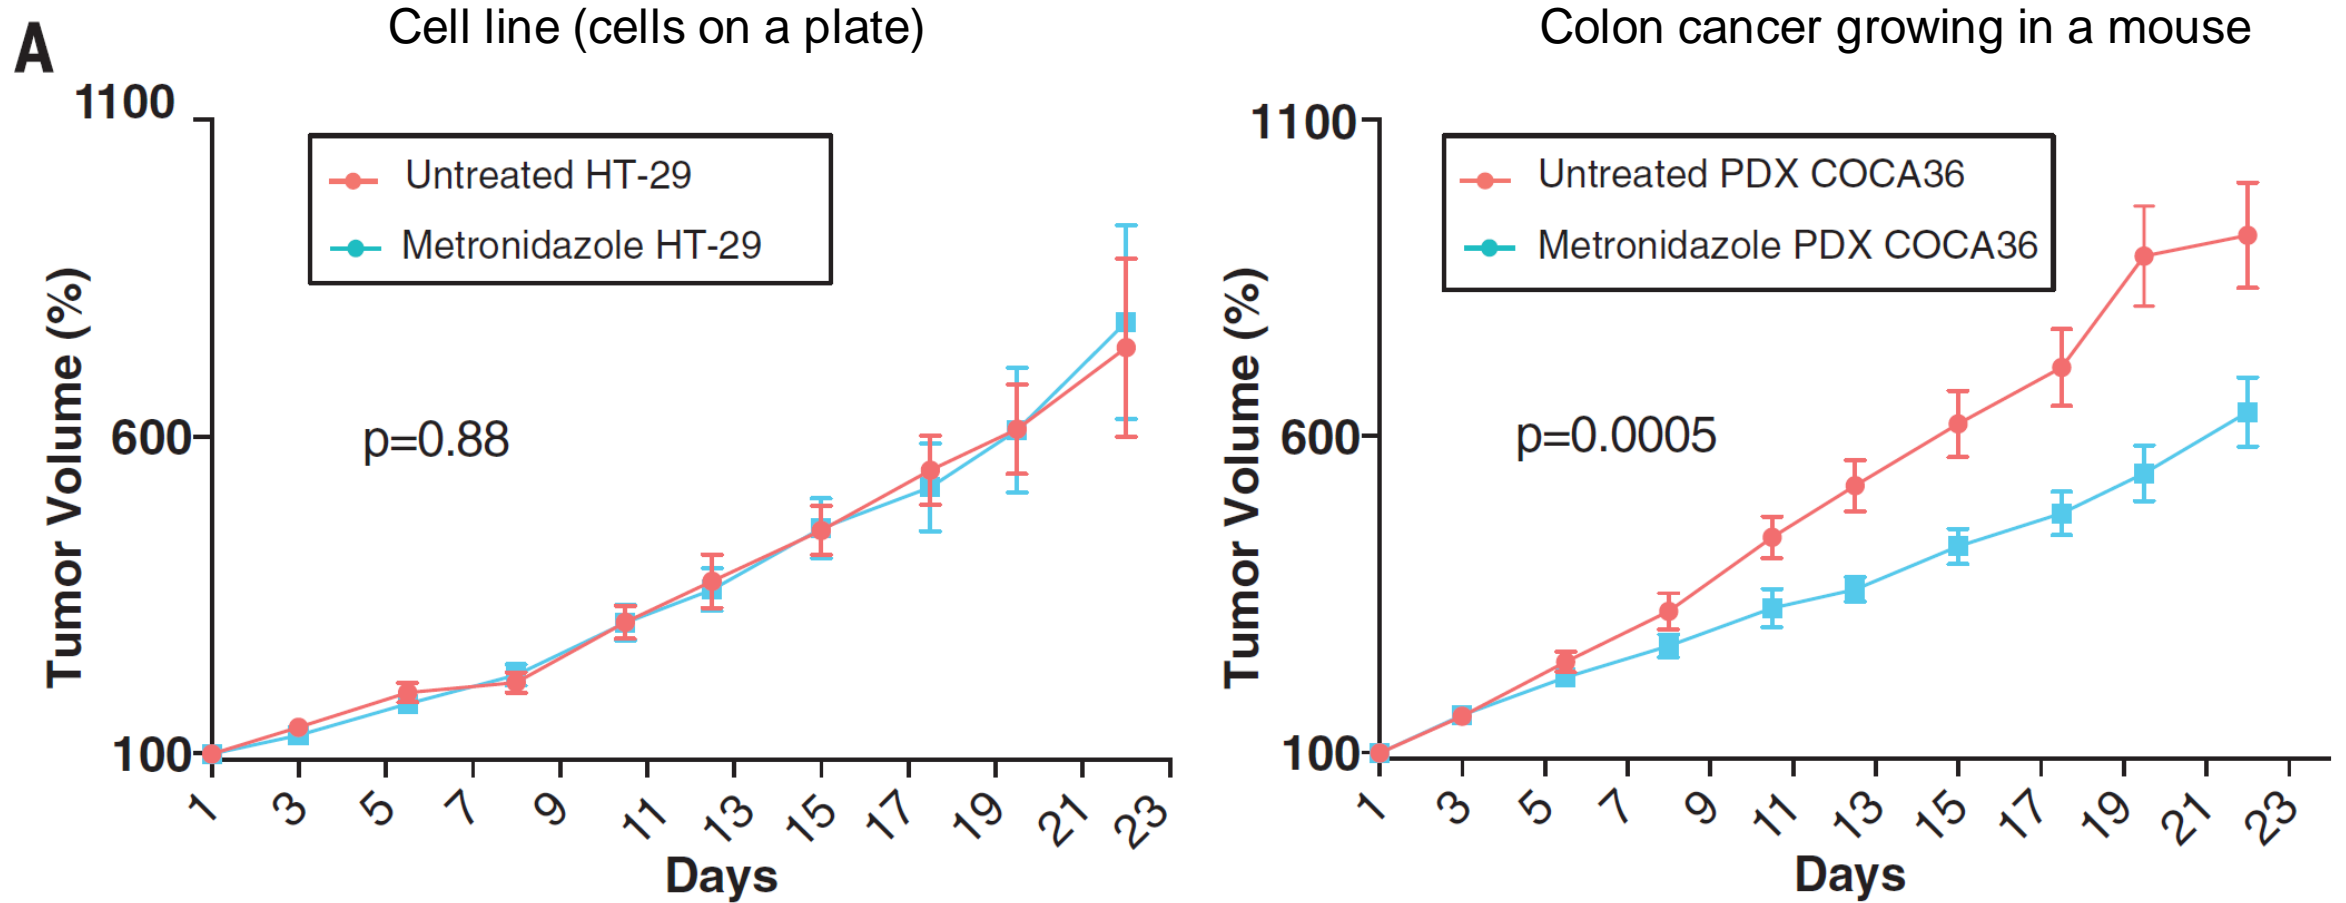 A
Cell line (cells on a plate)
1100
600
100
Tumor Volume (%)
Untreated HT-29
Metronidazole HT-29
p=0.88
1
3
5
7
9
11
13
15
17
19
21
23
Days
Colon cancer growing in a mouse
1100
600
100
Tumor Volume (%)
Untreated PDX COCA36
Metronidazole PDX COCA36
p=0.0005
1
3
5
7
9
11
13
15
17
19
21
23
Days